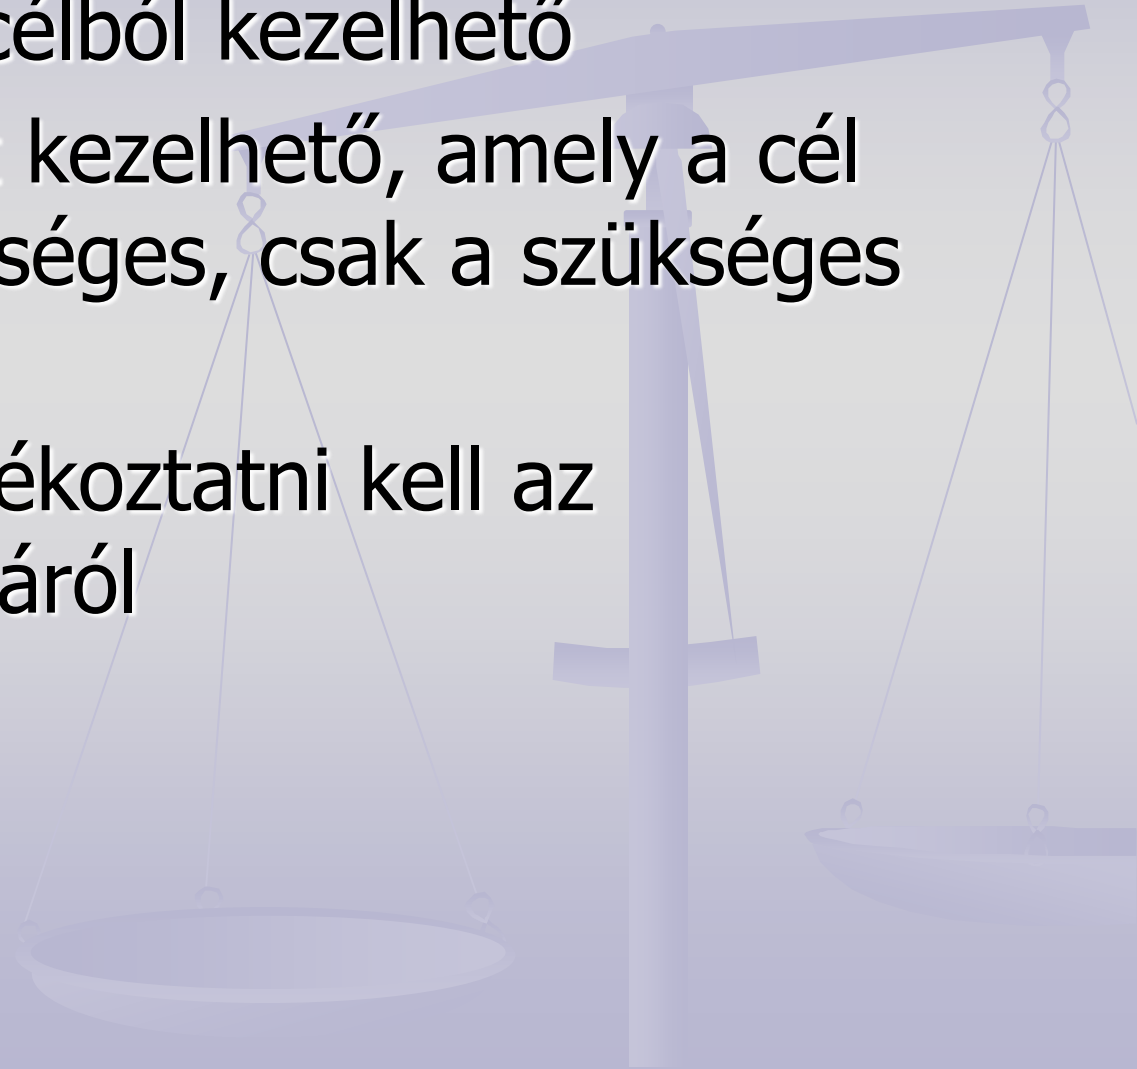 célból kezelhető
kezelhető, amely a cél
séges, csak a szükséges
ékoztatni kell az
áról